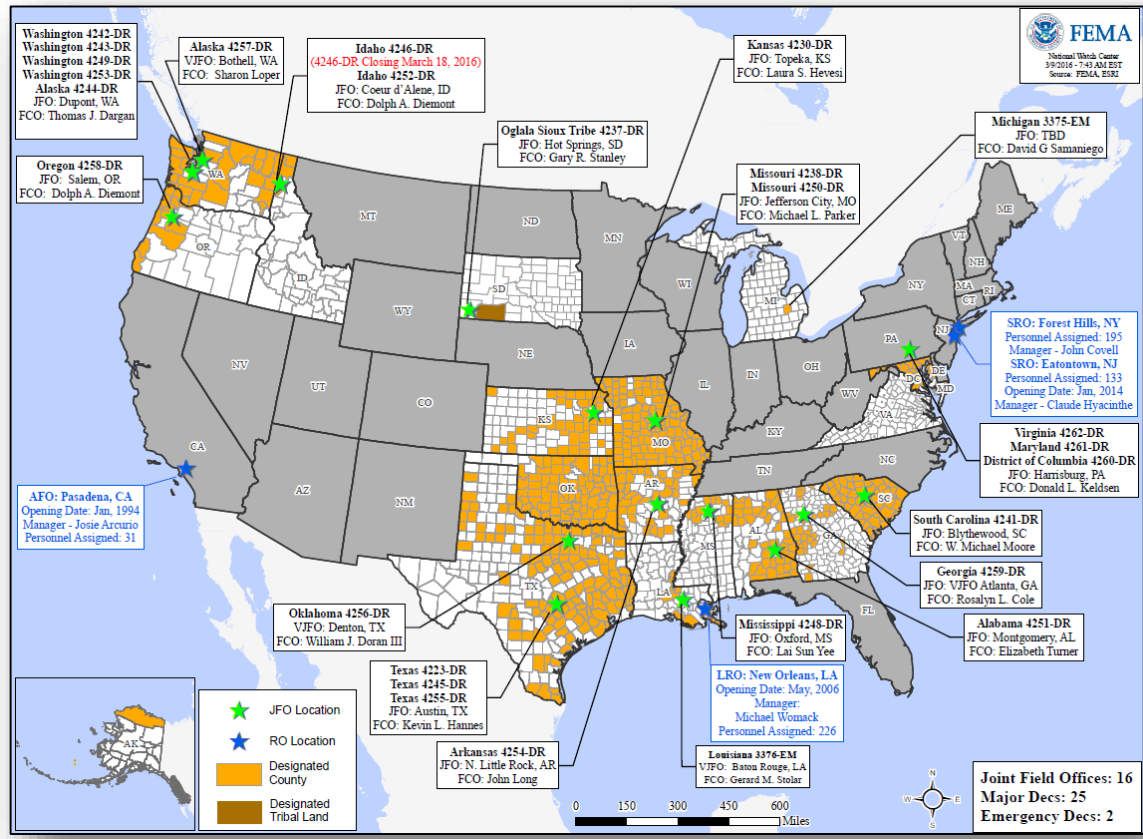 Washington 4242-DR
Washington 4243-DR
Washington 4249-DR
Washington 4253-DR
Alaska 4244-DR
JFO: Dupont, WA
FCO: Thomas J. Dargan
Alaska 4257-DR
VJFO: Bothell, WA
FCO: Sharon Loper
Idaho 4246-DR
(4246-DR Closing March 18, 2016)
Idaho 4252-DR
JFO: Coeur d'Alene, ID
FCO: Dolph A. Diemont
Kansas 4230-DR
JFO: Topeka, KS
FCO: Laura S. Hevesi
FEMA
National Watch Center
3/9/2016 - 7:43 AM EST
Source: FEMA, ESRI
Oglala Sioux Tribe 4237-DR
JFO: Hot Springs, SD
FCO: Gary R. Stanley
Michigan 3375-EM
JFO: TBD
FCO: David G Samaniego
Oregon 4258-DR
JFO: Salem, OR
FCO: Dolph A. Diemont
Missouri 4238-DR
Missouri 4250-DR
JFO: Jefferson City, MO
FCO: Michael L. Parker
WA
MT
ND
MN
ME
VT
NH
OR
ID
SD
WI
MI
NY
MA
CT
RI
WY
IA
PA
NJ
NE
NV
UT
CO
IL
IN
OH
DE
DC
MD
WV
VA
KS
MO
KY
CA
AZ
NM
OK
AR
TN
NC
SC
MS
GA
TX
LA
FL
AK
SRO: Forest Hills, NY
Personnel Assigned: 195
Manager - John Covell
SRO: Eatontown, NJ
Personnel Assigned: 133
Opening Date: Jan, 2014
Manager - Claude Hyacinthe
Virginia 4262-DR
Maryland 4261-DR
District of Columbia 4260-DR
JFO: Harrisburg, PA
FCO: Donald L. Keldsen
AFO: Pasadena, CA
Opening Date: Jan, 1994
Manager - Josie Arcurio
Personnel Assigned: 31
South Carolina 4241-DR
JFO: Blythewood, SC
FCO: W. Michael Moore
Georgia 4259-DR
JFO: VJFO Atlanta, GA
FCO: Rosalyn L. Cole
Oklahoma 4256-DR
VJFO: Denton, TX
FCO: William J. Doran III
Mississippi 4248-DR
JFO: Oxford, MS
FCO: Lai Sun Yee
Alabama 4251-DR
JFO: Montgomery, AL
FCO: Elizabeth Turner
Texas 4223-DR
Texas 4245-DR
Texas 4255-DR
JFO: Austin, TX
FCO: Kevin L. Hannes
LRO: New Orleans, LA
Opening Date: May, 2006
Manager:
Michael Womack
Personnel Assigned: 226
Arkansas 4254-DR
JFO: N. Little Rock, AR
FCO: John Long
Louisiana 3376-EM
VJFO: Baton Rouge, LA
FCO: Gerard M. Stolar
JFO Location
RO Location
Designated
County
Designated
Tribal Land
0 150 300 450 600
Miles
N
W E
S
Joint Field Offices: 16
Major Decs: 25
Emergency Decs: 2